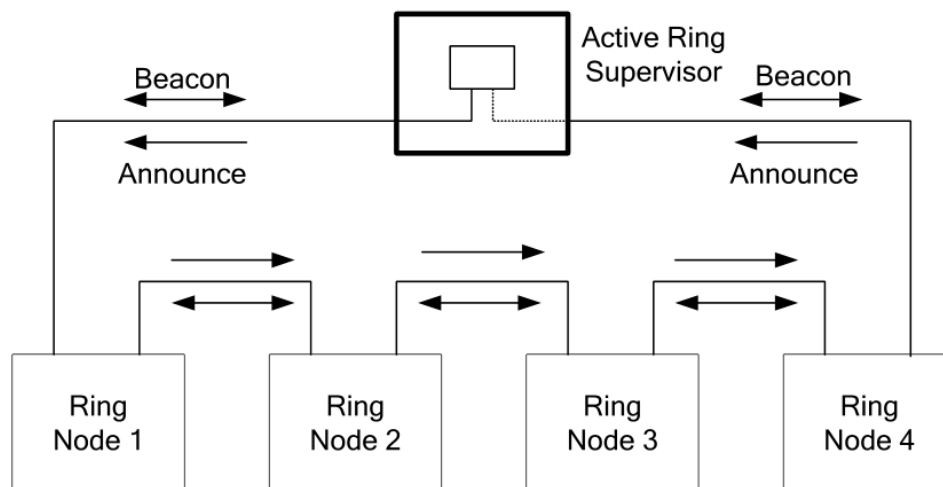 Active Ring
Supervisor
Beacon
Beacon
Announce
Announce
Ring
Node 1
Ring
Node 2
Ring
Node 3
Ring
Node 4